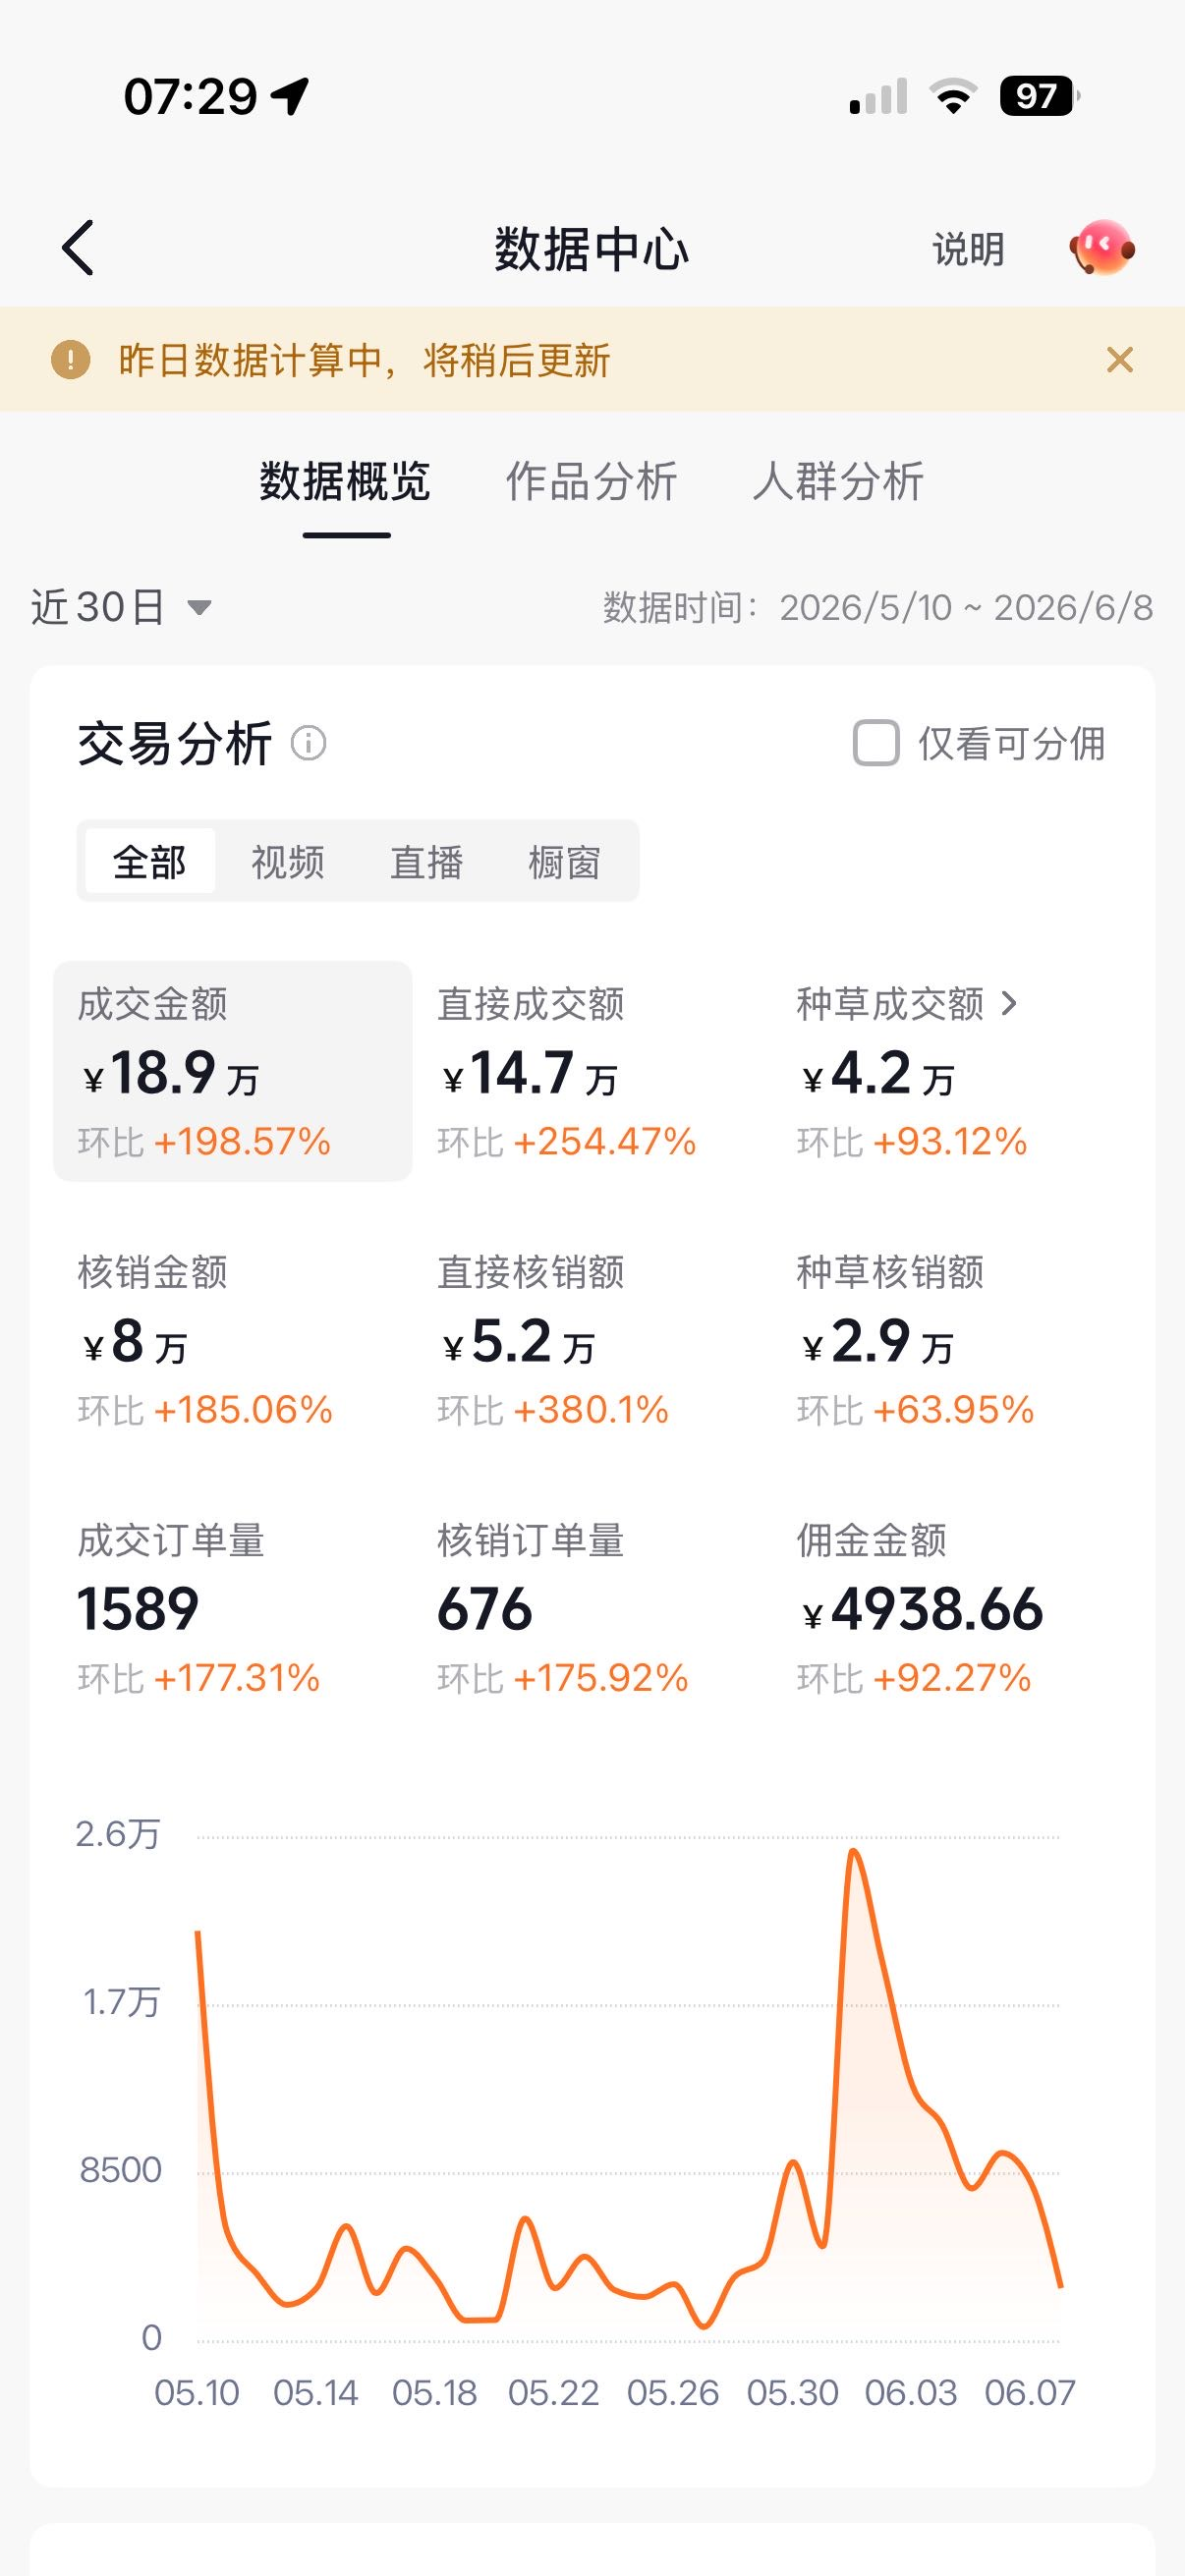 07:29
97
数据中心 说明
昨日数据计算中，将稍后更新
数据概览 作品分析 人群分析
近30日 数据时间：2026/5/10 ~ 2026/6/8
交易分析 仅看可分佣
全部 视频 直播 橱窗
成交金额 直接成交额 种草成交额
¥18.9 万 ¥14.7 万 ¥4.2 万
环比 +198.57% 环比 +254.47% 环比 +93.12%
核销金额 直接核销额 种草核销额
¥8 万 ¥5.2 万 ¥2.9 万
环比 +185.06% 环比 +380.1% 环比 +63.95%
成交订单量 核销订单量 佣金金额
1589 676 ¥4938.66
环比 +177.31% 环比 +175.92% 环比 +92.27%
2.6万
1.7万
8500
0
05.10 05.14 05.18 05.22 05.26 05.30 06.03 06.07